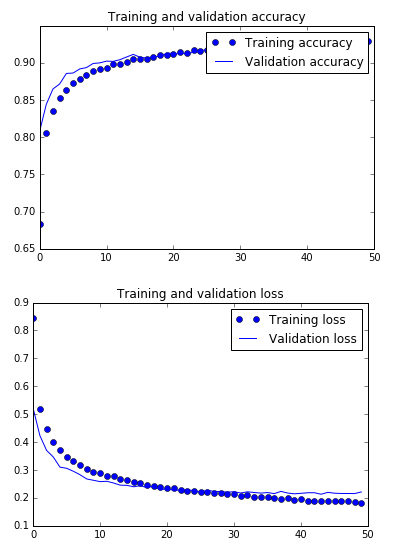 Training and validation accuracy
Training accuracy
Validation accuracy
0.90
0.85
0.80
0.75
0.70
0.65
0 10 20 30 40 50
Training and validation loss
Training loss
Validation loss
0.9
0.8
0.7
0.6
0.5
0.4
0.3
0.2
0.1
0 10 20 30 40 50